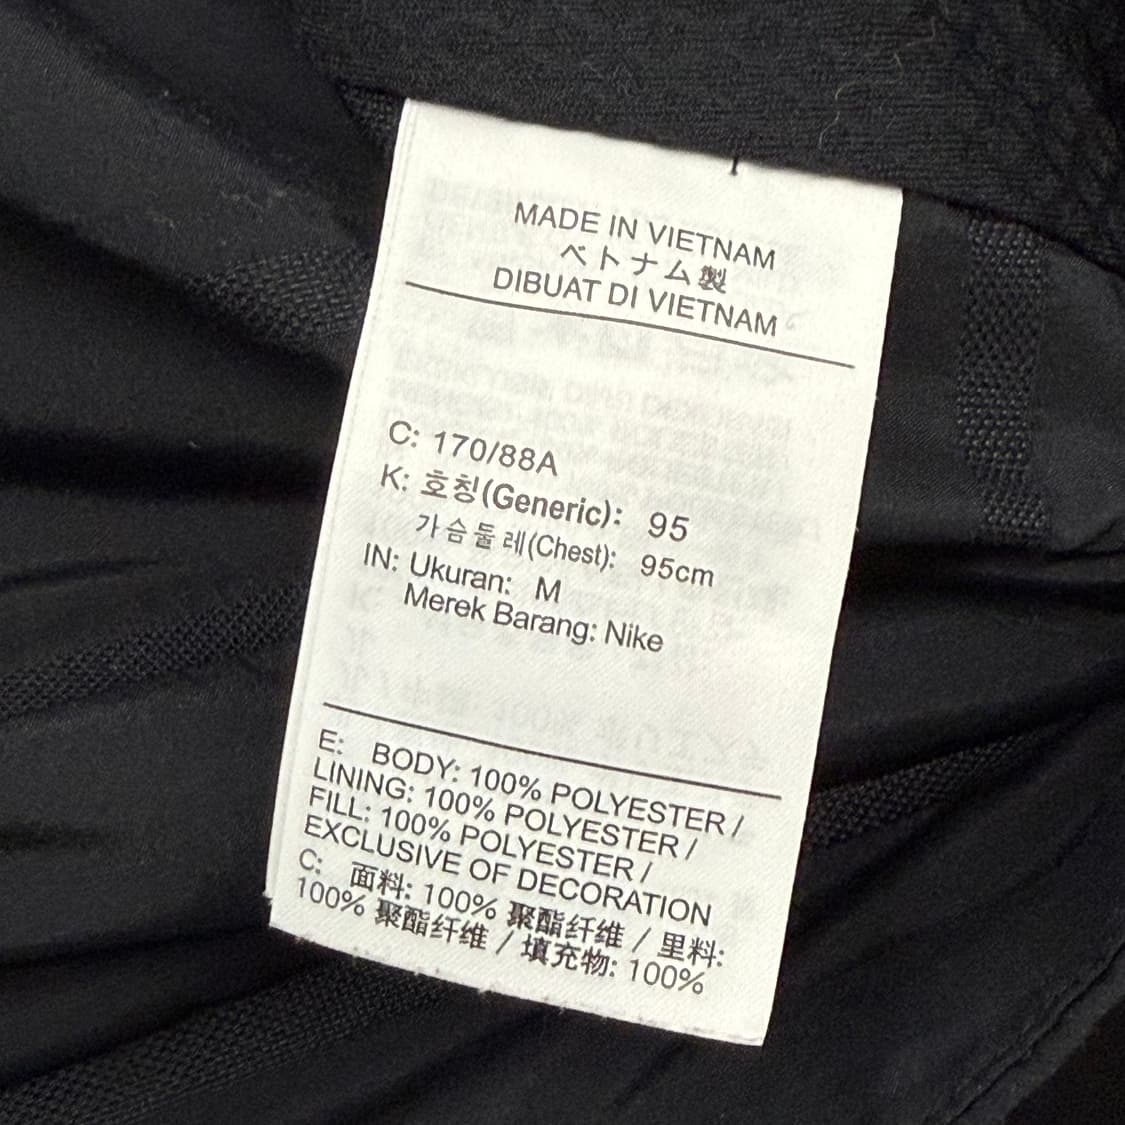 MADE IN VIETNAM
ベトナム製
DIBUAT DI VIETNAM
C: 170/88A
K: 호칭(Generic): 95
가슴둘레(Chest): 95cm
IN: Ukuran: M
Merek Barang: Nike
E: BODY: 100% POLYESTER /
LINING: 100% POLYESTER /
FILL: 100% POLYESTER /
EXCLUSIVE OF DECORATION
C: 面料: 100% 聚酯纤维 / 里料:
100% 聚酯纤维 / 填充物: 100%